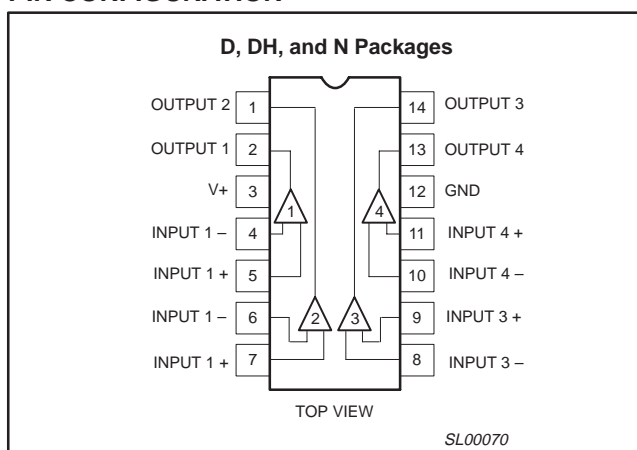 D, DH, and N Packages
OUTPUT 2 1 14 OUTPUT 3
OUTPUT 1 2 13 OUTPUT 4
V+ 3 12 GND
1 4
INPUT 1 – 4 11 INPUT 4 +
INPUT 1 + 5 10 INPUT 4 –
INPUT 1 – 6 2 3 9 INPUT 3 +
INPUT 1 + 7 8 INPUT 3 –
TOP VIEW
SL00070